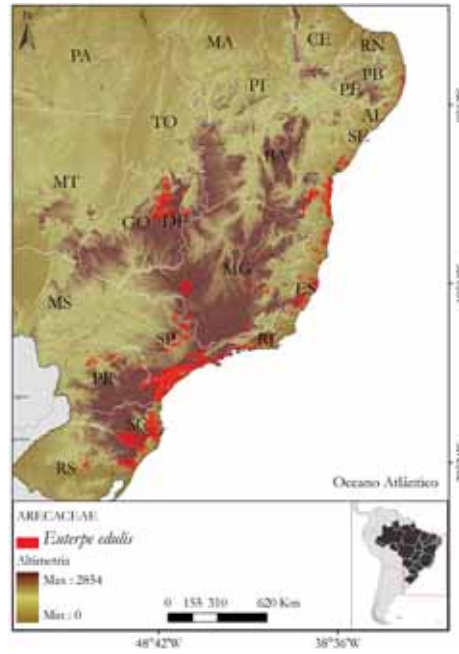 N
PA
MA
CE
RN
PB
PE
PI
AL
SE
TO
BA
MT
GO
DF
MG
MS
ES
SP
RJ
PR
SC
RS
Oceano Atlántico
ARECACEAE
Euterpe edulis
Altimetria
Max : 2854
Min : 0
0 155 310 620 Km
48°42'W 38°36'W